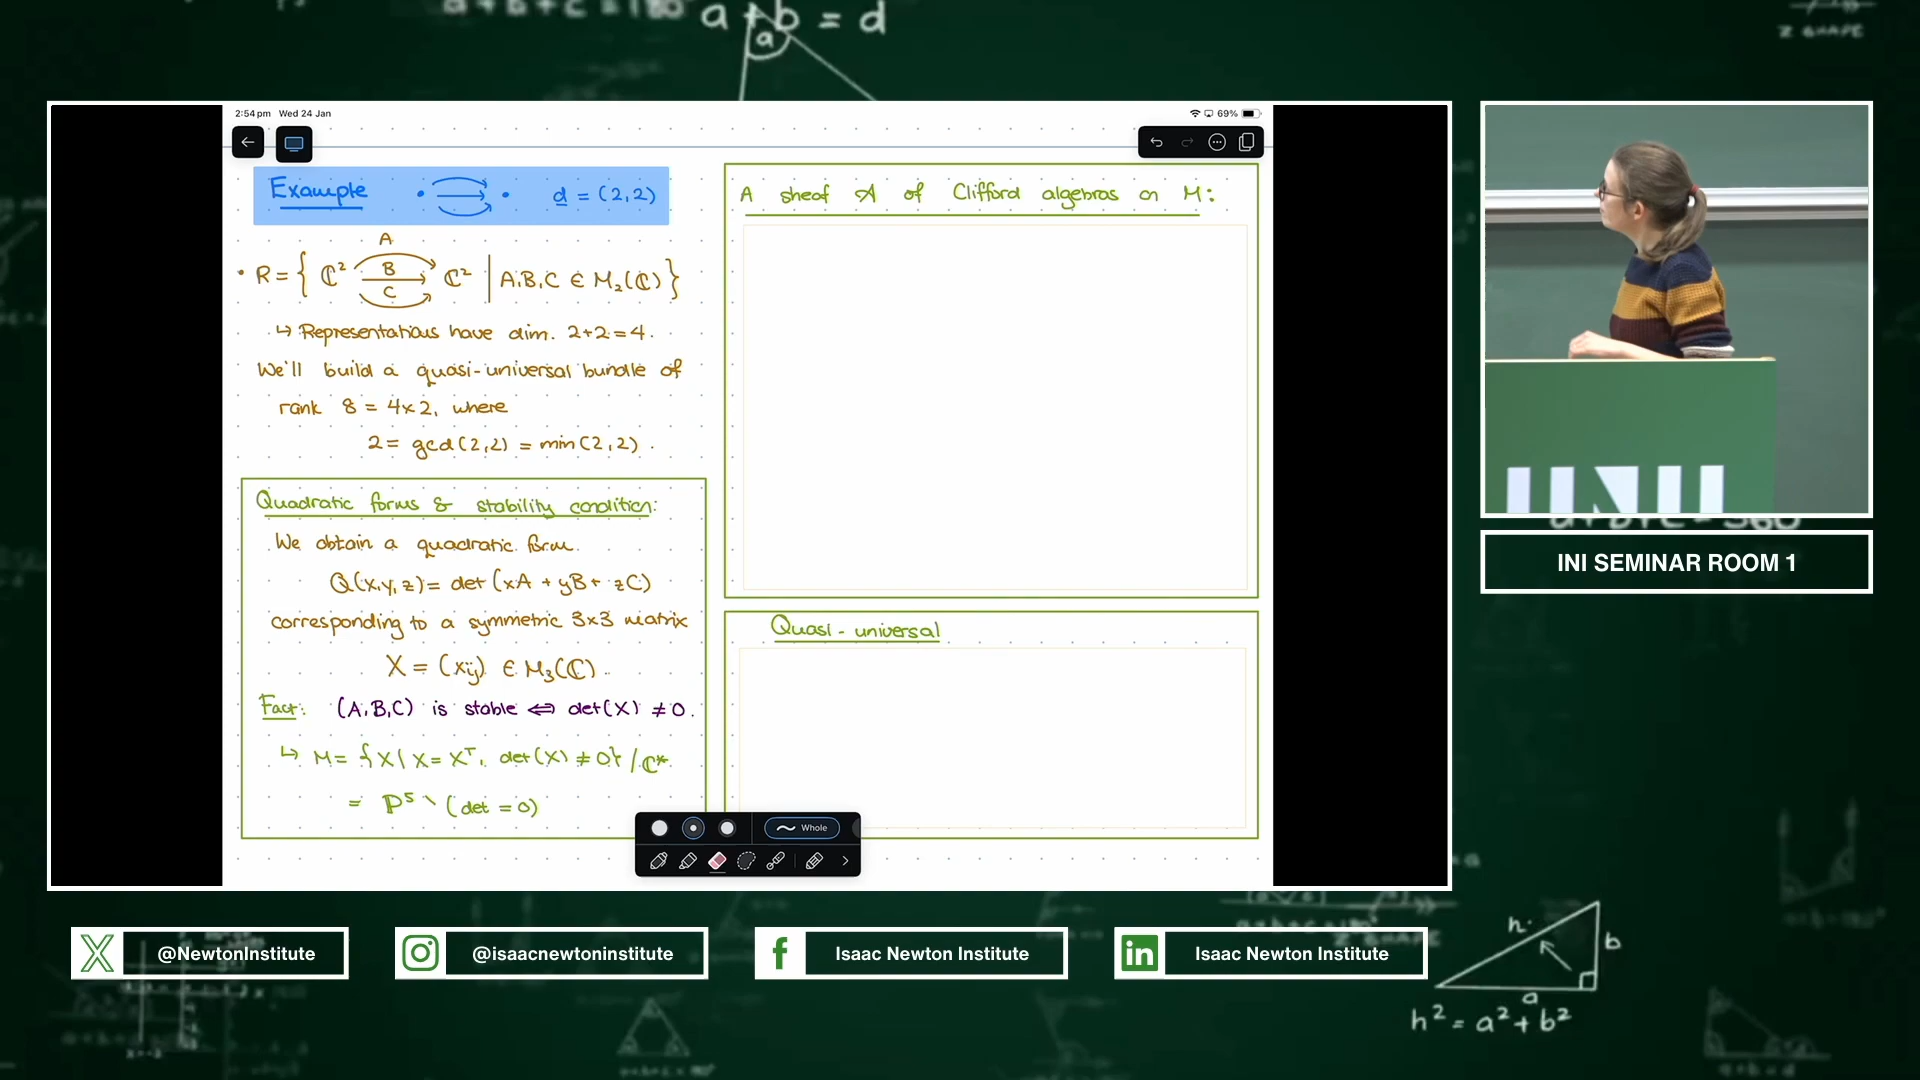 a + b + c = 180°
a + b = d
a
Z SHAPE
2:54 pm Wed 24 Jan
69%
Example d = (2,2)
A
• R = { ℂ² B ℂ² | A,B,C ∈ M₂(ℂ) }
C
↳ Representations have dim. 2+2=4.
We'll build a quasi-universal bundle of
rank 8 = 4×2, where
2 = gcd(2,2) = min(2,2).
Quadratic forms & stability condition:
We obtain a quadratic form
Q(x,y,z) = det(xA + yB + zC)
corresponding to a symmetric 3×3 matrix
X = (xij) ∈ M₃(ℂ).
Fact: (A,B,C) is stable ⇔ det(X) ≠ 0.
↳ M = {X | X = Xᵀ, det(X) ≠ 0} / ℂ*
= ℙ⁵ \ (det = 0)
A sheaf 𝒜 of Clifford algebras on M:
Quasi-universal
Whole
INI SEMINAR ROOM 1
@NewtonInstitute
@isaacnewtoninstitute
Isaac Newton Institute
Isaac Newton Institute
h
b
a
h² = a² + b²